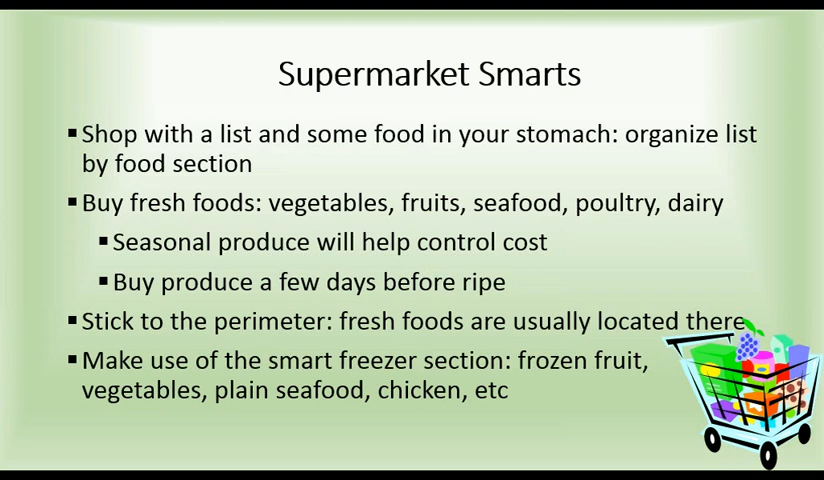 Supermarket Smarts
▪ Shop with a list and some food in your stomach: organize list
by food section
▪ Buy fresh foods: vegetables, fruits, seafood, poultry, dairy
▪ Seasonal produce will help control cost
▪ Buy produce a few days before ripe
▪ Stick to the perimeter: fresh foods are usually located there
▪ Make use of the smart freezer section: frozen fruit,
vegetables, plain seafood, chicken, etc